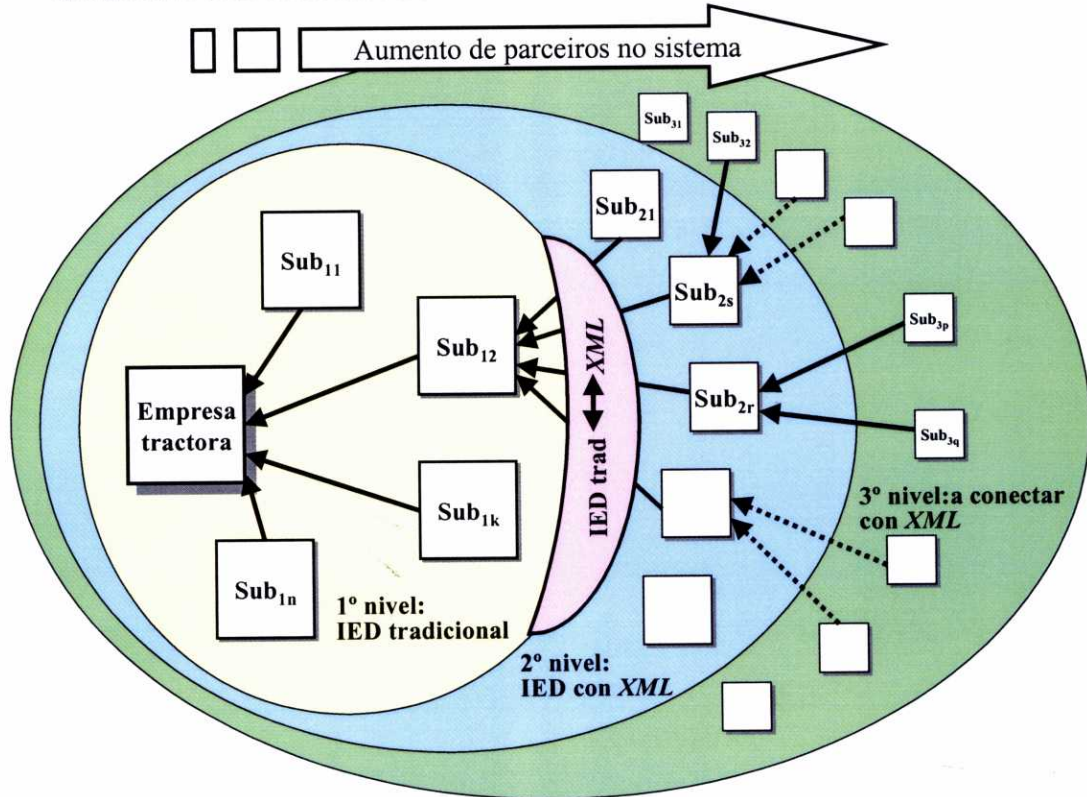 Aumento de parceiros no sistema
Sub₃₁
Sub₃₂
Sub₂₁
Sub₁₁
Sub₂ₛ
Sub₁₂
Sub₃ₚ
XML
Empresa
tractora
Sub₂ᵣ
Sub₃q
IED trad
Sub₁ₖ
3º nivel:a conectar
con XML
Sub₁ₙ
1º nivel:
IED tradicional
2º nivel:
IED con XML